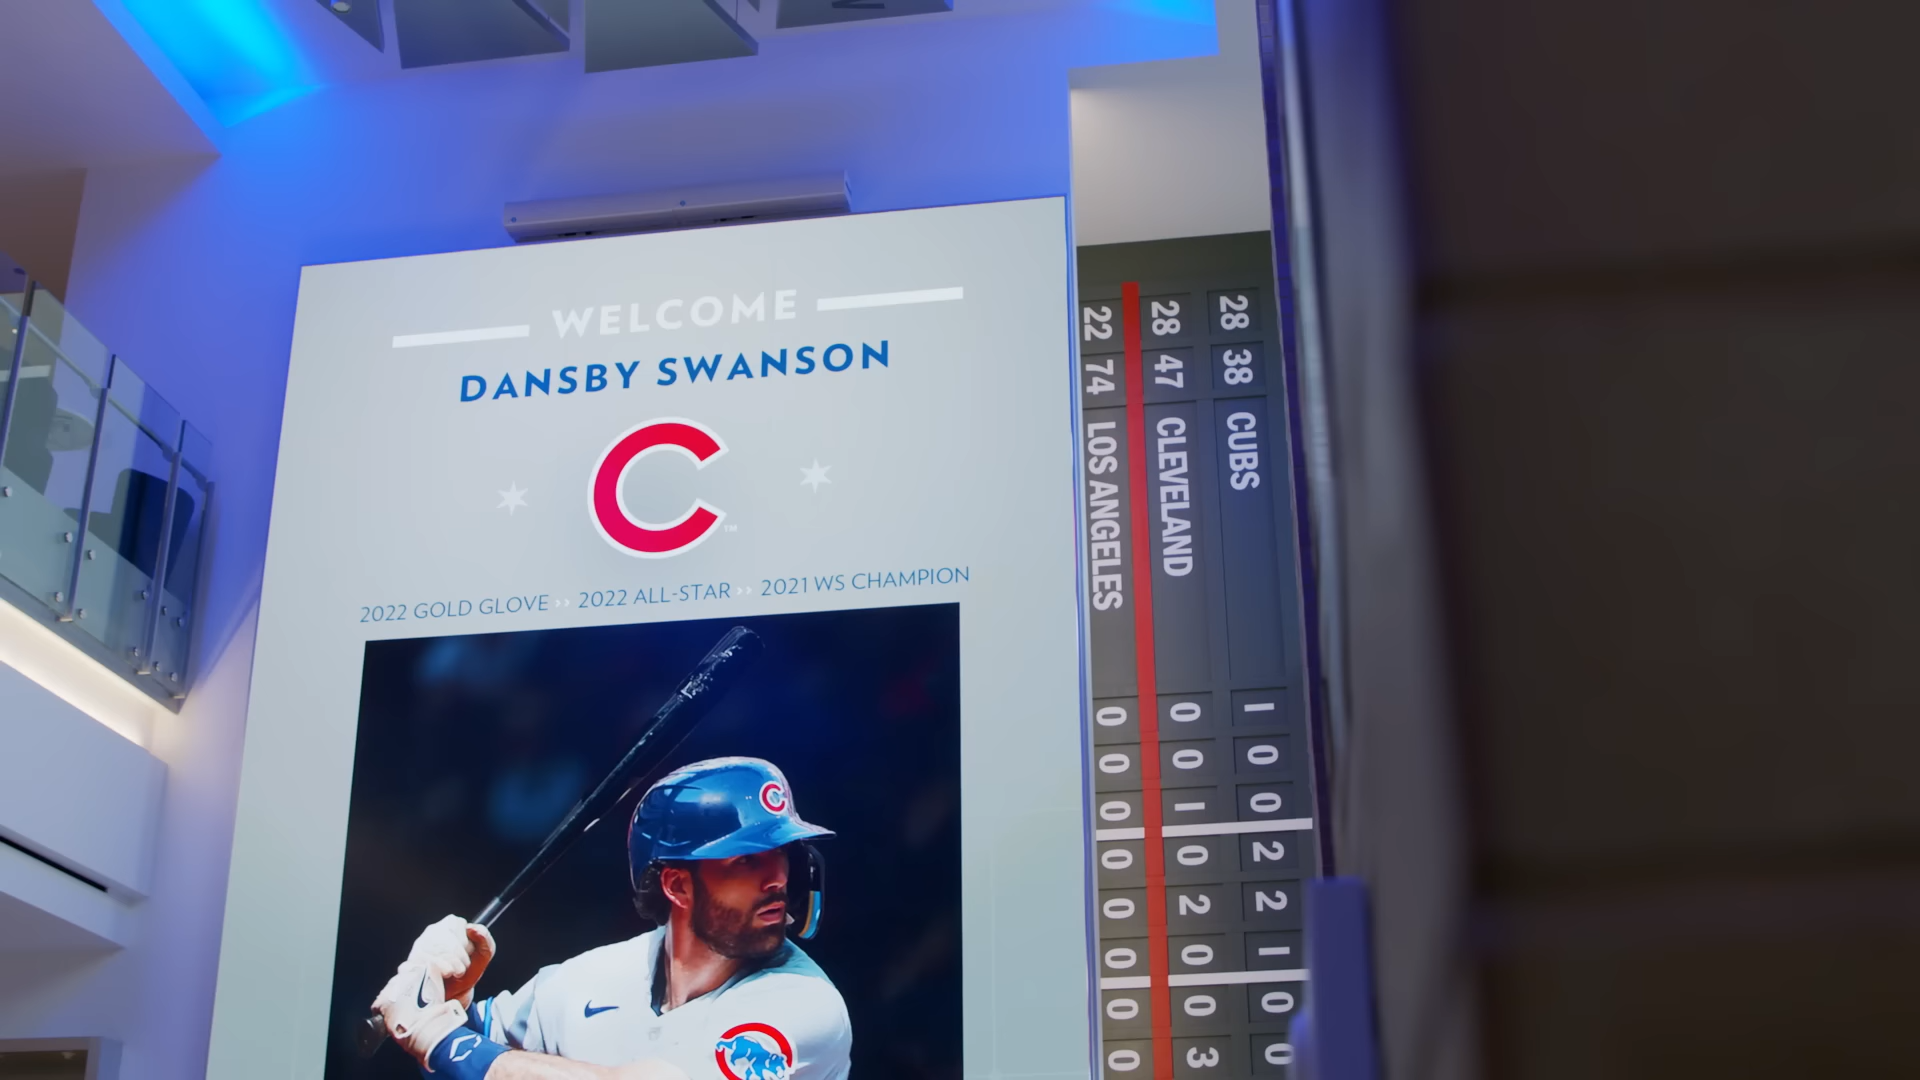 WELCOME
DANSBY SWANSON
C
TM
2022 GOLD GLOVE >> 2022 ALL-STAR >> 2021 WS CHAMPION
C
28 38 CUBS 1 0 0 2 2 1 0 0
28 47 CLEVELAND 0 0 1 0 2 0 0 3
22 74 LOS ANGELES 0 0 0 0 0 0 0 0